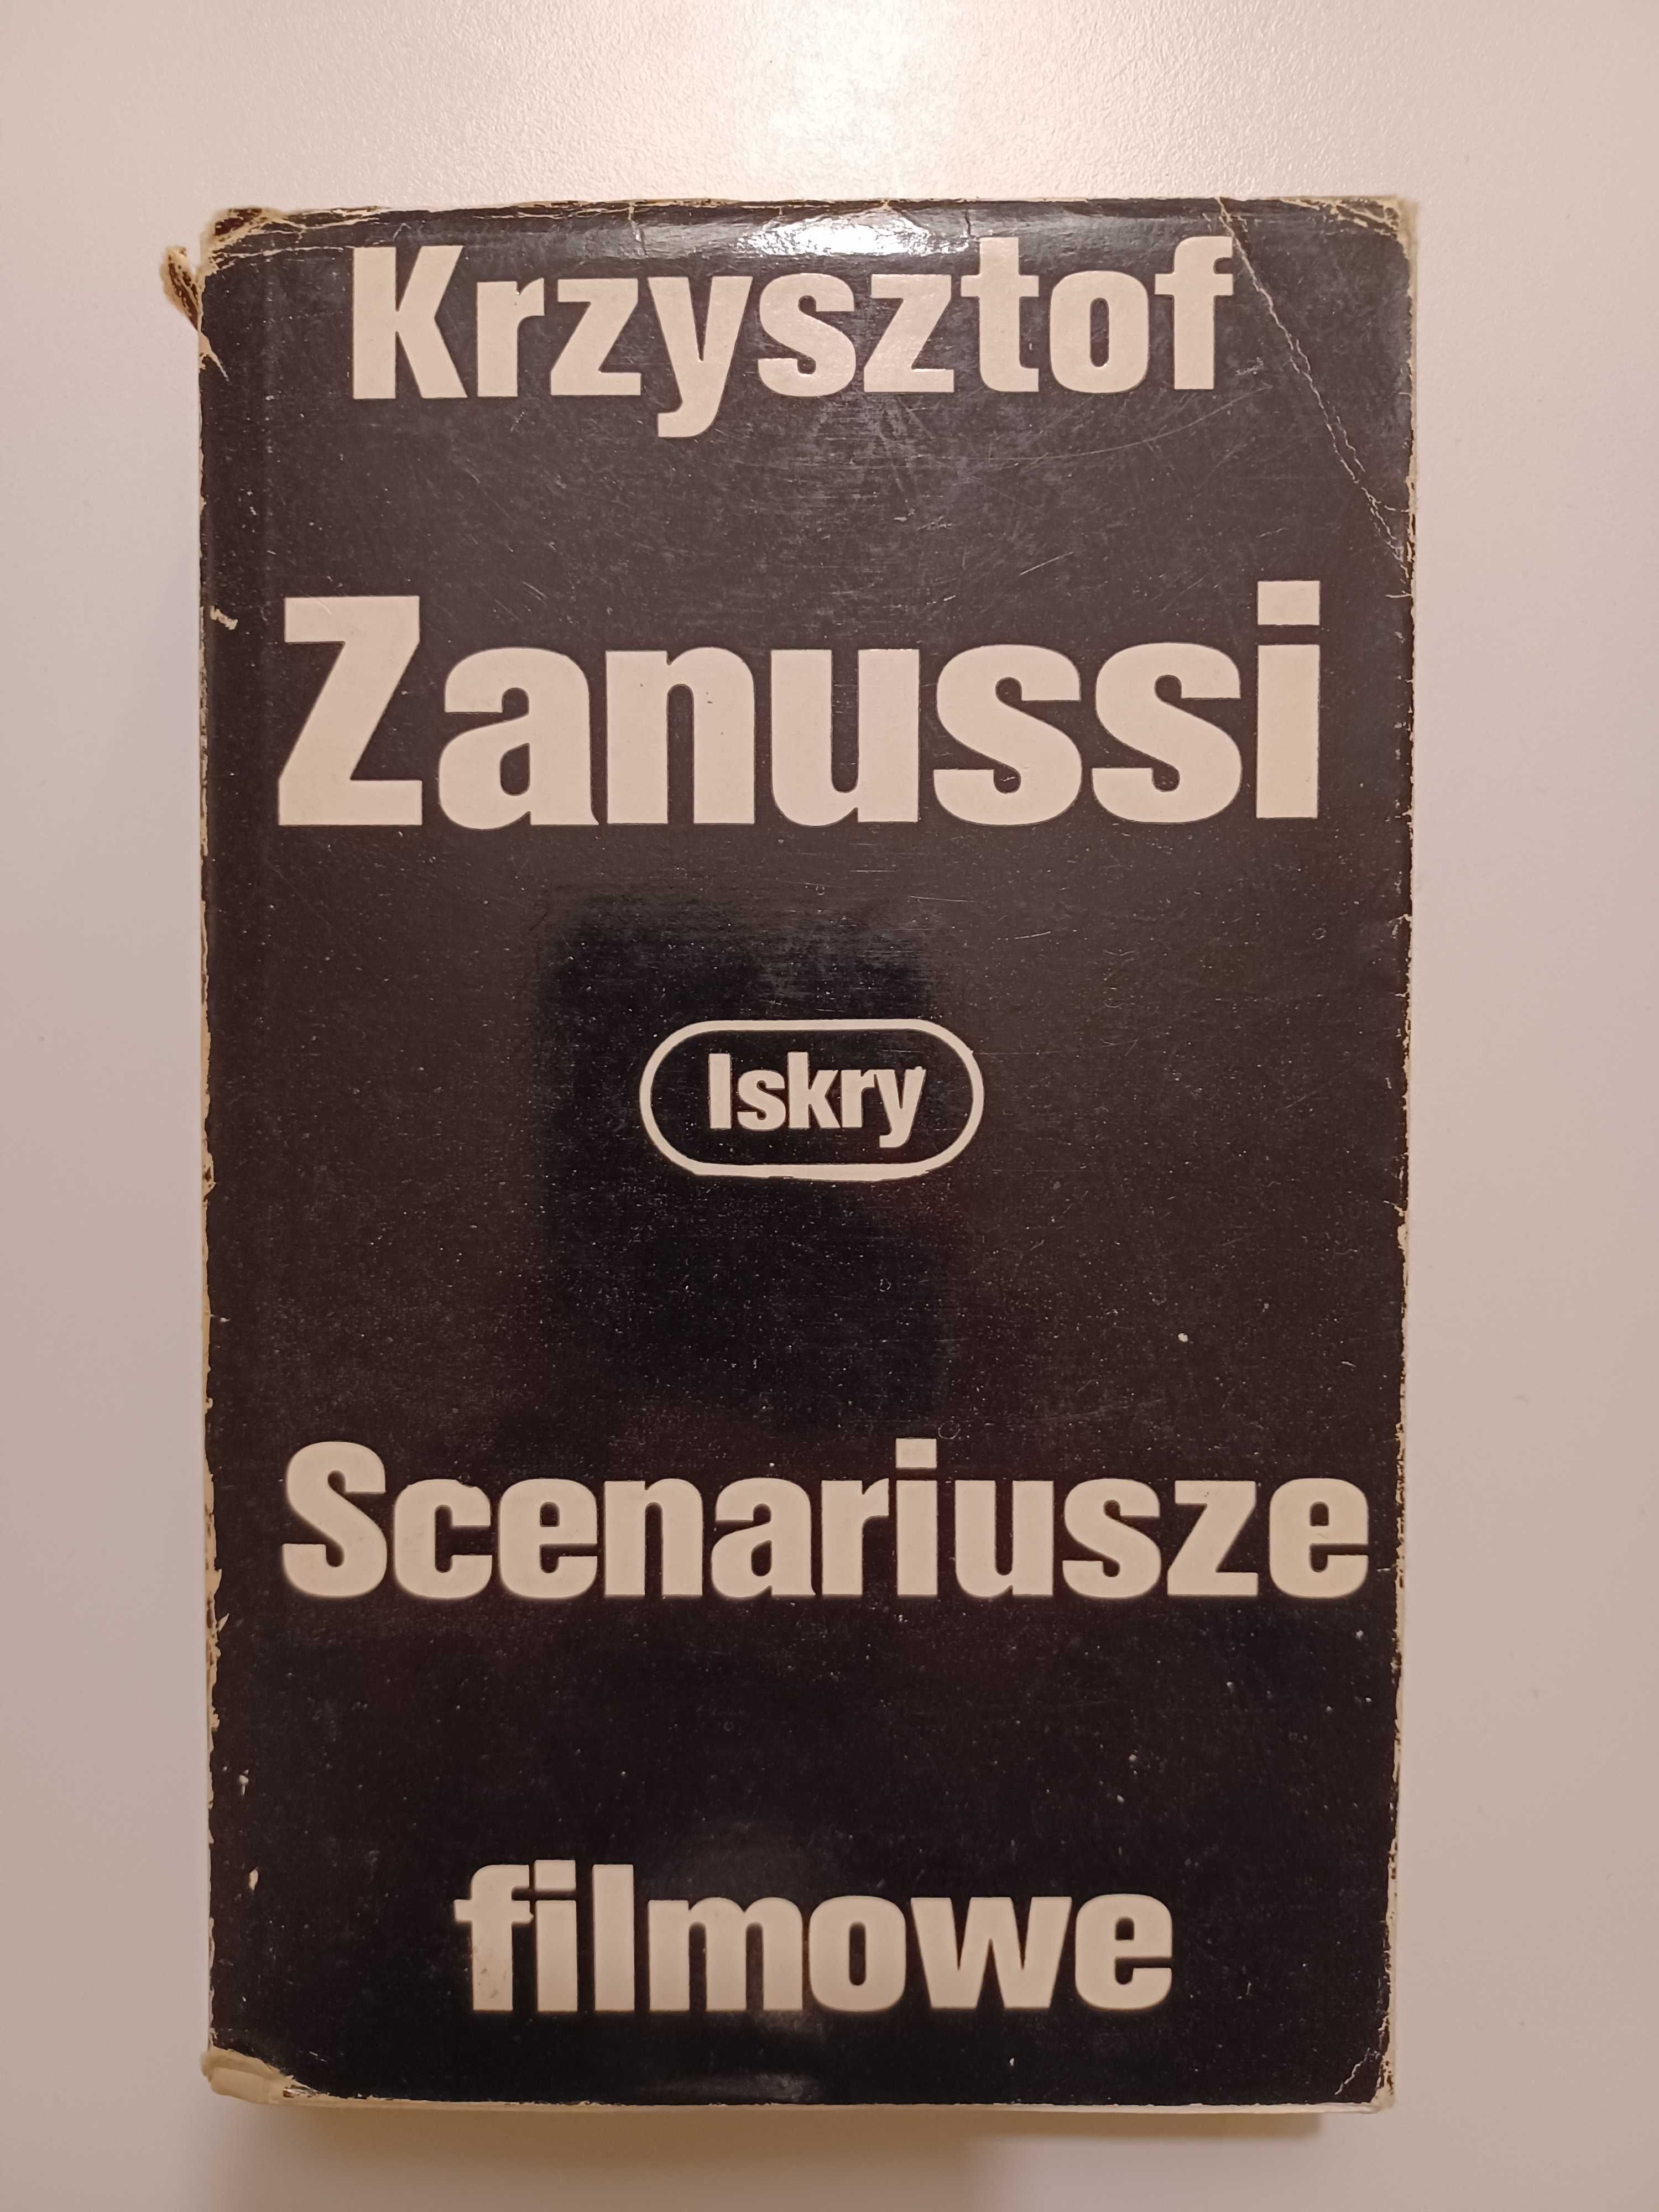 Krzysztof
Zanussi
Iskry
Scenariusze
filmowe